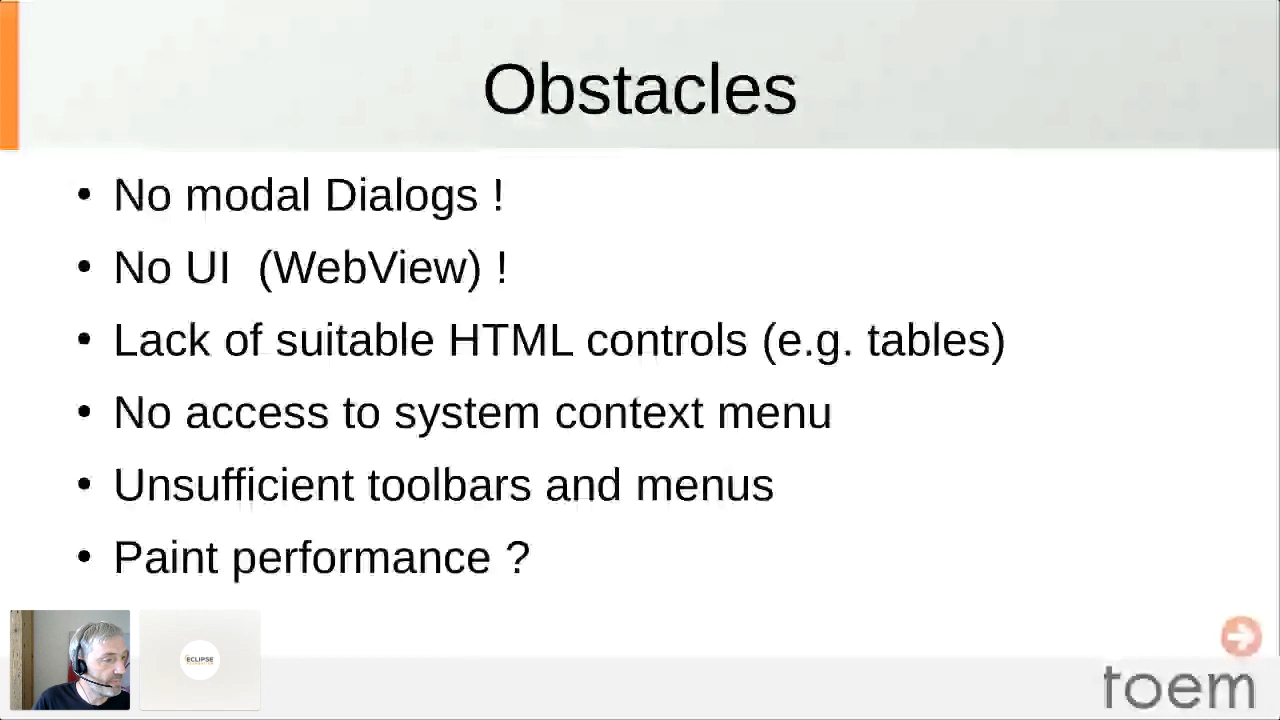 Obstacles
• No modal Dialogs !
• No UI  (WebView) !
• Lack of suitable HTML controls (e.g. tables)
• No access to system context menu
• Unsufficient toolbars and menus
• Paint performance ?
ECLIPSE
toem